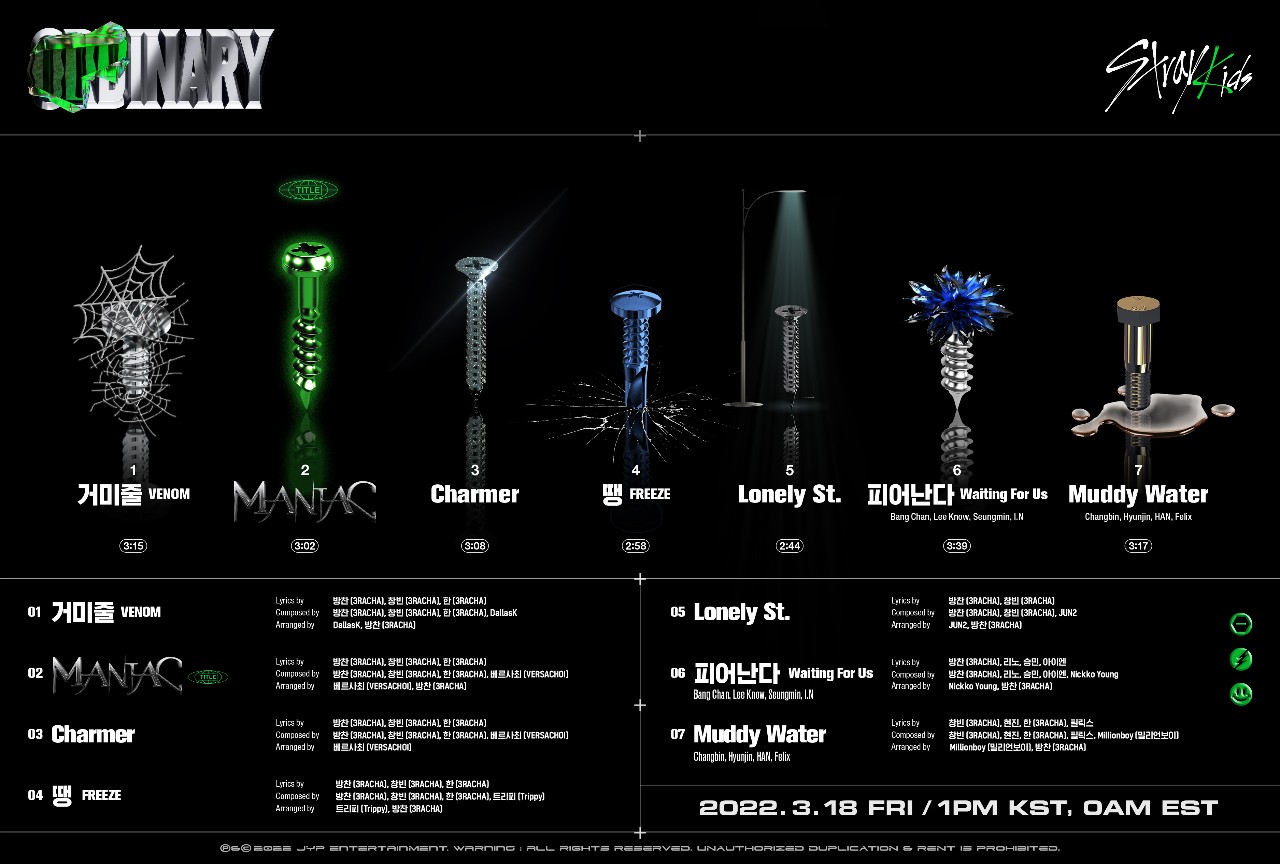 ODDINARY
Stray Kids
TITLE
1
거미줄 VENOM
3:15
2
MANIAC
3:02
3
Charmer
3:08
4
땡 FREEZE
2:58
5
Lonely St.
2:44
6
피어난다 Waiting For Us
Bang Chan, Lee Know, Seungmin, I.N
3:39
7
Muddy Water
Changbin, Hyunjin, HAN, Felix
3:17
01 거미줄 VENOM
Lyrics by 방찬 (3RACHA), 창빈 (3RACHA), 한 (3RACHA)
Composed by 방찬 (3RACHA), 창빈 (3RACHA), 한 (3RACHA), DallasK
Arranged by DallasK, 방찬 (3RACHA)
02 MANIAC TITLE
Lyrics by 방찬 (3RACHA), 창빈 (3RACHA), 한 (3RACHA)
Composed by 방찬 (3RACHA), 창빈 (3RACHA), 한 (3RACHA), 베르사최 (VERSACHOI)
Arranged by 베르사최 (VERSACHOI), 방찬 (3RACHA)
03 Charmer
Lyrics by 방찬 (3RACHA), 창빈 (3RACHA), 한 (3RACHA)
Composed by 방찬 (3RACHA), 창빈 (3RACHA), 한 (3RACHA), 베르사최 (VERSACHOI)
Arranged by 베르사최 (VERSACHOI)
04 땡 FREEZE
Lyrics by 방찬 (3RACHA), 창빈 (3RACHA), 한 (3RACHA)
Composed by 방찬 (3RACHA), 창빈 (3RACHA), 한 (3RACHA), 트리피 (Trippy)
Arranged by 트리피 (Trippy), 방찬 (3RACHA)
05 Lonely St.
Lyrics by 방찬 (3RACHA), 창빈 (3RACHA)
Composed by 방찬 (3RACHA), 창빈 (3RACHA), JUN2
Arranged by JUN2, 방찬 (3RACHA)
06 피어난다 Waiting For Us
Bang Chan, Lee Know, Seungmin, I.N
Lyrics by 방찬 (3RACHA), 리노, 승민, 아이엔
Composed by 방찬 (3RACHA), 리노, 승민, 아이엔, Nickko Young
Arranged by Nickko Young, 방찬 (3RACHA)
07 Muddy Water
Changbin, Hyunjin, HAN, Felix
Lyrics by 창빈 (3RACHA), 현진, 한 (3RACHA), 필릭스
Composed by 창빈 (3RACHA), 현진, 한 (3RACHA), 필릭스, Millionboy (밀리언보이)
Arranged by Millionboy (밀리언보이), 방찬 (3RACHA)
2022.3.18 FRI / 1PM KST, 0AM EST
℗&© 2022 JYP ENTERTAINMENT. WARNING : ALL RIGHTS RESERVED. UNAUTHORIZED DUPLICATION & RENT IS PROHIBITED.